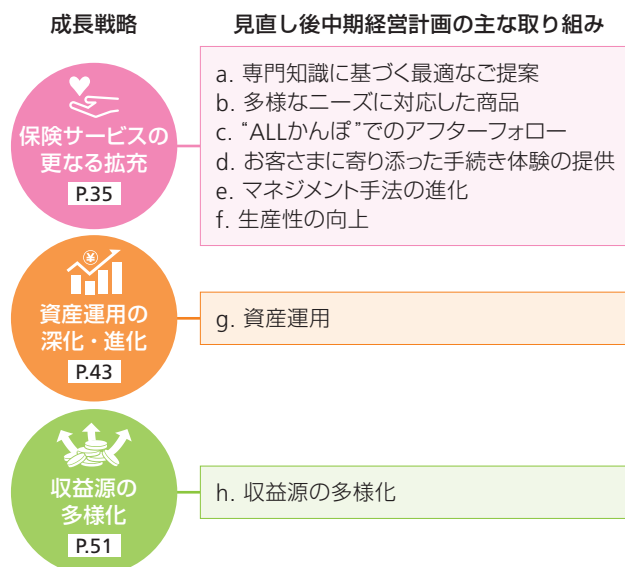 成長戦略
見直し後中期経営計画の主な取り組み
保険サービスの
更なる拡充
P.35
a. 専門知識に基づく最適なご提案
b. 多様なニーズに対応した商品
c. “ALLかんぽ”でのアフターフォロー
d. お客さまに寄り添った手続き体験の提供
e. マネジメント手法の進化
f. 生産性の向上
¥
資産運用の
深化・進化
P.43
g. 資産運用
収益源の
多様化
P.51
h. 収益源の多様化